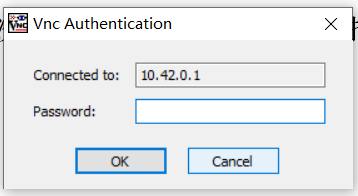 Vnc Authentication
Connected to: 10.42.0.1
Password:
OK Cancel